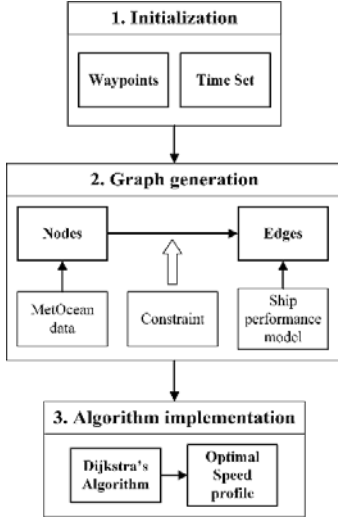 1. Initialization
Waypoints
Time Set
2. Graph generation
Nodes
Edges
MetOcean
data
Constraint
Ship
performance
model
3. Algorithm implementation
Dijkstra's
Algorithm
Optimal
Speed
profile